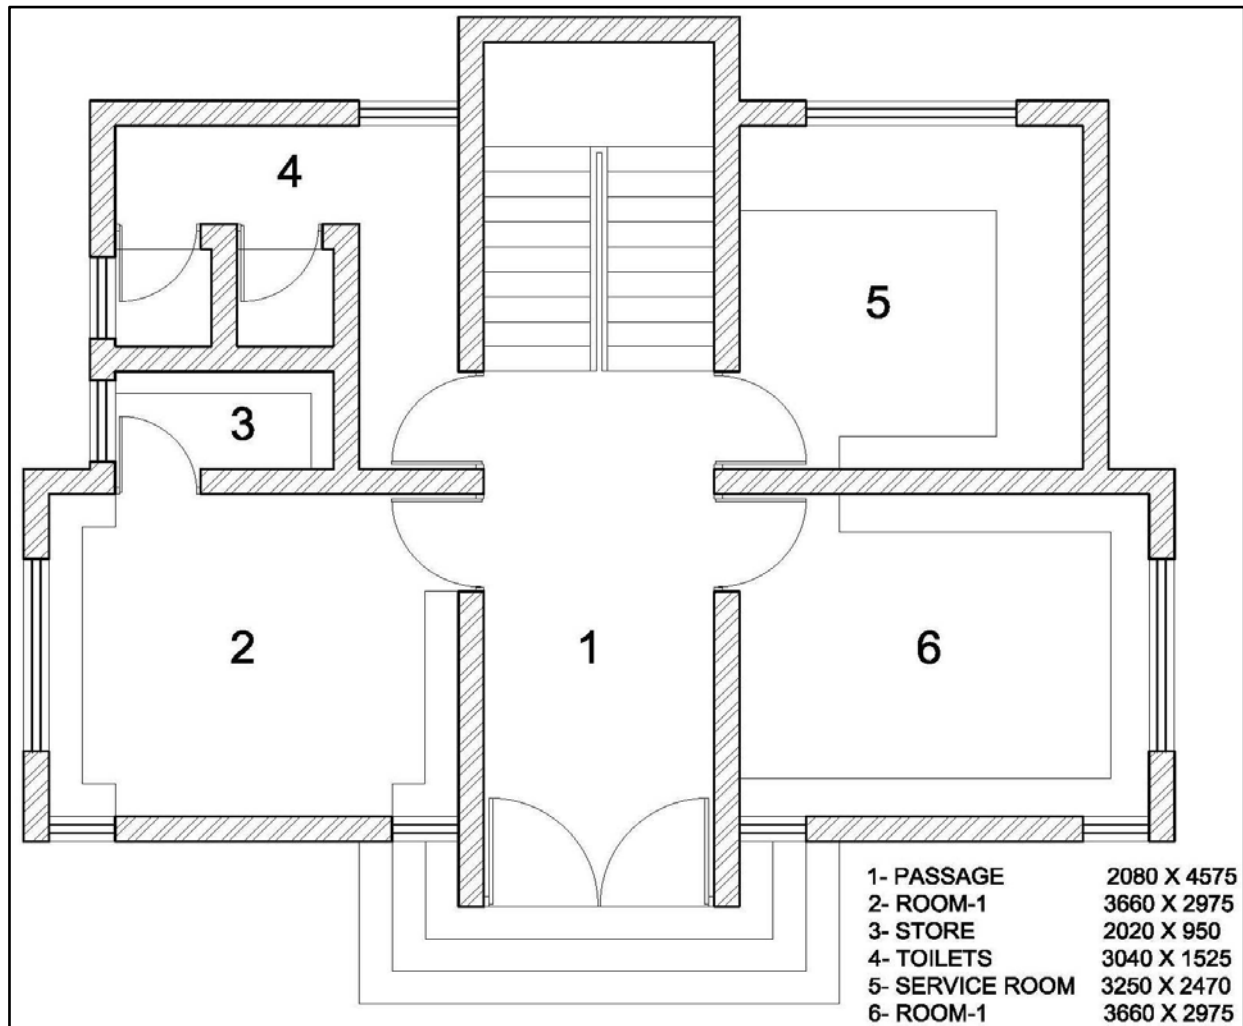 4
5
3
2
1
6
1- PASSAGE 2080 X 4575
2- ROOM-1 3660 X 2975
3- STORE 2020 X 950
4- TOILETS 3040 X 1525
5- SERVICE ROOM 3250 X 2470
6- ROOM-1 3660 X 2975